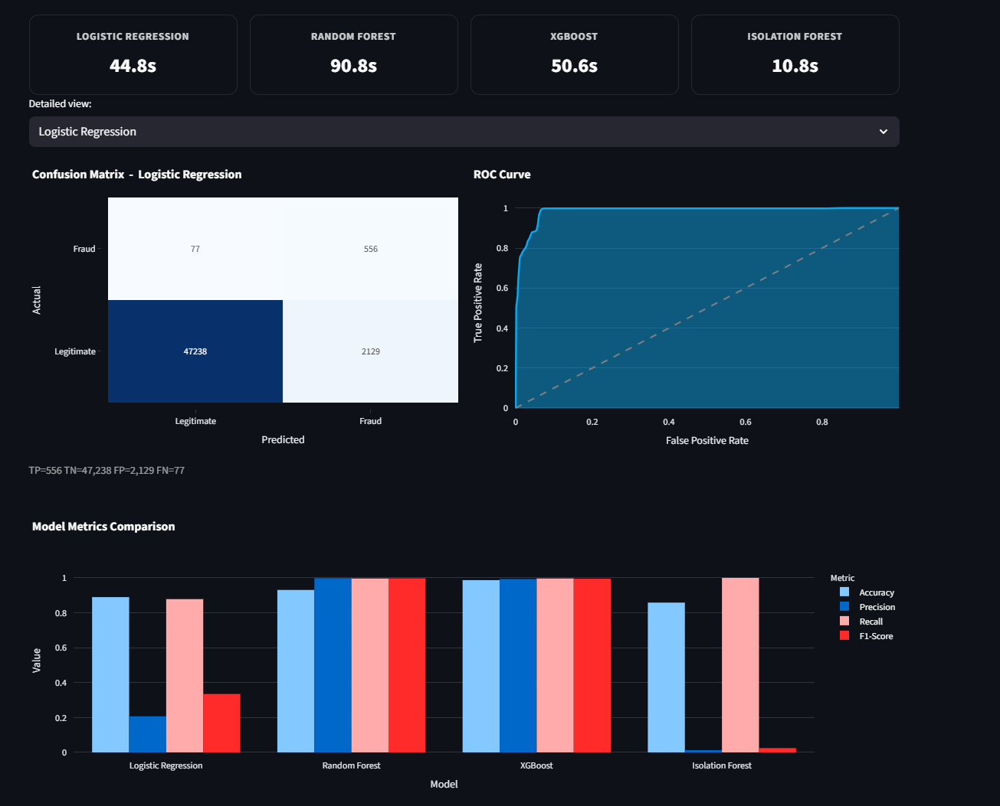 LOGISTIC REGRESSION
44.8s
RANDOM FOREST
90.8s
XGBOOST
50.6s
ISOLATION FOREST
10.8s
Detailed view:
Logistic Regression
Confusion Matrix - Logistic Regression
Actual
Fraud
77
556
Legitimate
47238
2129
Legitimate
Fraud
Predicted
TP=556 TN=47,238 FP=2,129 FN=77
ROC Curve
True Positive Rate
1
0.8
0.6
0.4
0.2
0
0
0.2
0.4
0.6
0.8
False Positive Rate
Model Metrics Comparison
Value
1
0.8
0.6
0.4
0.2
0
Logistic Regression
Random Forest
XGBoost
Isolation Forest
Model
Metric
Accuracy
Precision
Recall
F1-Score